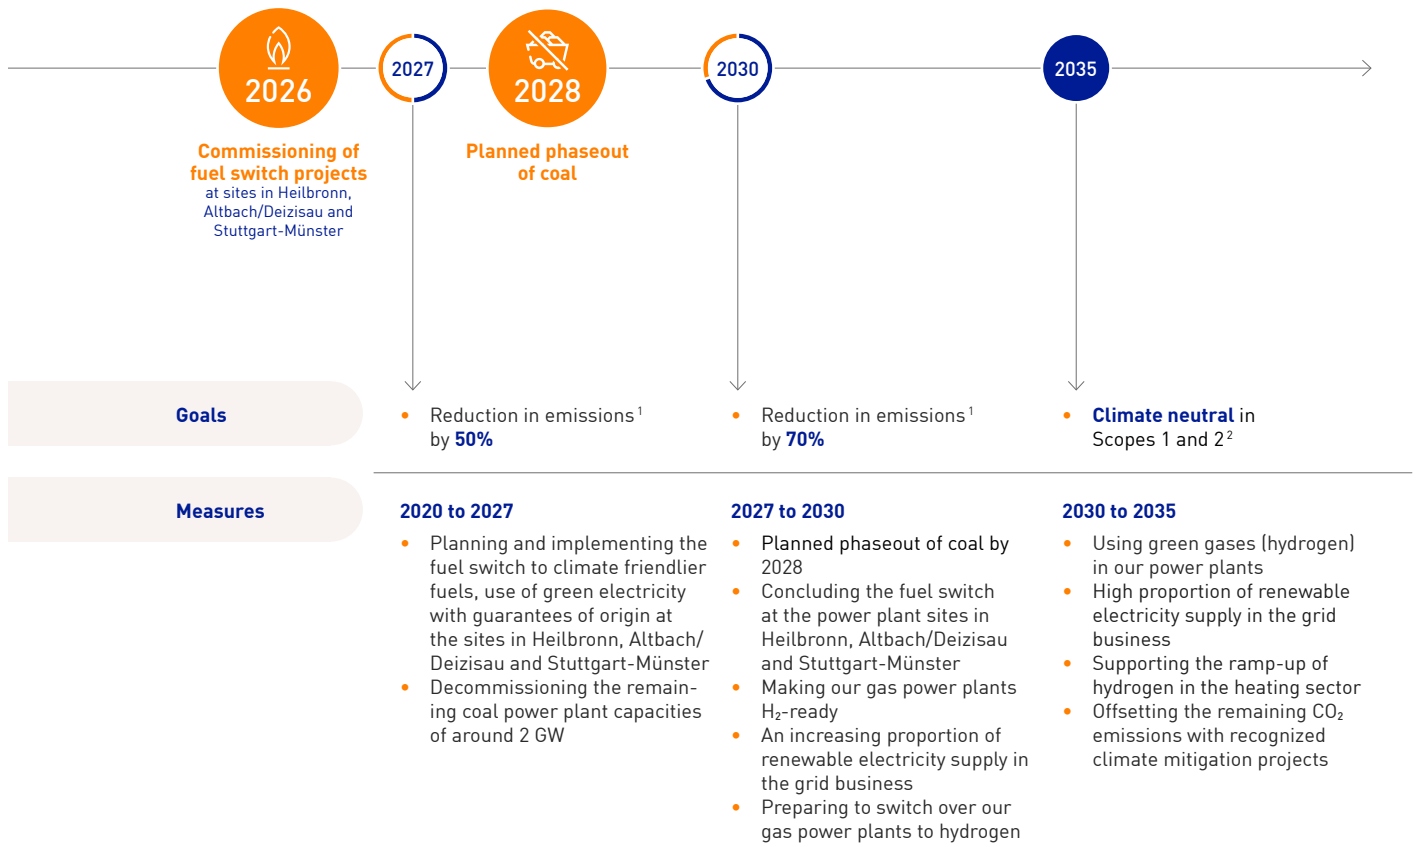 2026
2027
2028
2030
2035
Commissioning of
fuel switch projects
at sites in Heilbronn,
Altbach/Deizisau and
Stuttgart-Münster
Planned phaseout
of coal
Goals
• Reduction in emissions¹
by 50%
• Reduction in emissions¹
by 70%
• Climate neutral in
Scopes 1 and 2²
Measures
2020 to 2027
• Planning and implementing the
fuel switch to climate friendlier
fuels, use of green electricity
with guarantees of origin at
the sites in Heilbronn, Altbach/
Deizisau and Stuttgart-Münster
• Decommissioning the remain-
ing coal power plant capacities
of around 2 GW
2027 to 2030
• Planned phaseout of coal by
2028
• Concluding the fuel switch
at the power plant sites in
Heilbronn, Altbach/Deizisau
and Stuttgart-Münster
• Making our gas power plants
H₂-ready
• An increasing proportion of
renewable electricity supply in
the grid business
• Preparing to switch over our
gas power plants to hydrogen
2030 to 2035
• Using green gases (hydrogen)
in our power plants
• High proportion of renewable
electricity supply in the grid
business
• Supporting the ramp-up of
hydrogen in the heating sector
• Offsetting the remaining CO₂
emissions with recognized
climate mitigation projects